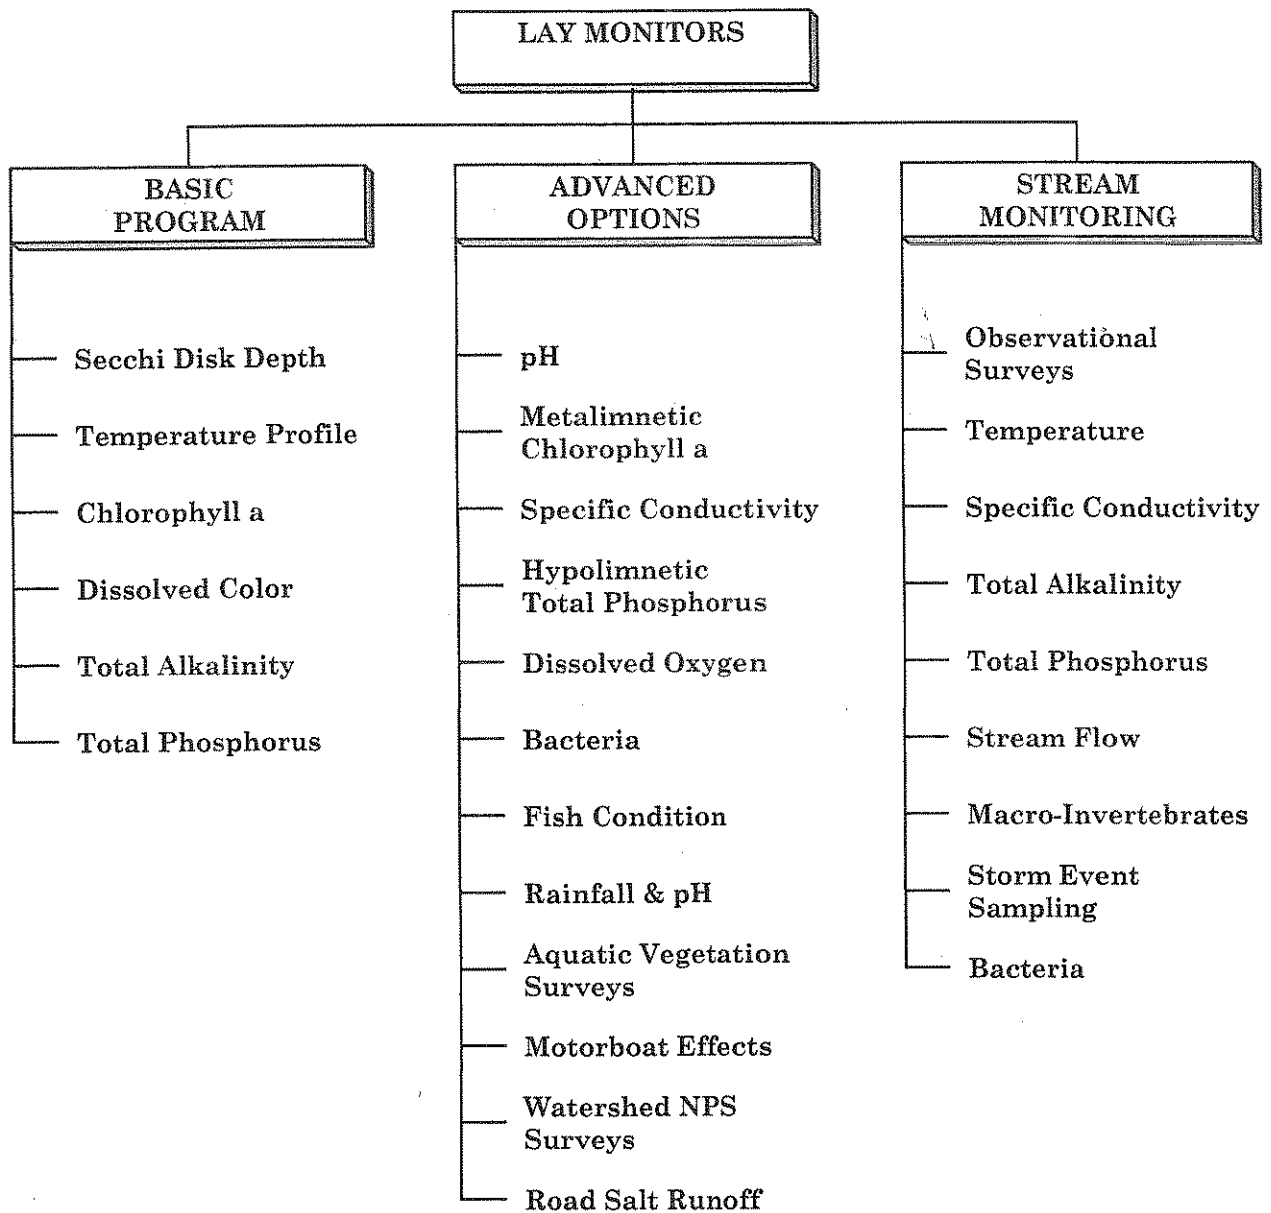 LAY MONITORS
BASIC
PROGRAM
Secchi Disk Depth
Temperature Profile
Chlorophyll a
Dissolved Color
Total Alkalinity
Total Phosphorus
ADVANCED
OPTIONS
pH
Metalimnetic
Chlorophyll a
Specific Conductivity
Hypolimnetic
Total Phosphorus
Dissolved Oxygen
Bacteria
Fish Condition
Rainfall & pH
Aquatic Vegetation
Surveys
Motorboat Effects
Watershed NPS
Surveys
Road Salt Runoff
STREAM
MONITORING
Observational
Surveys
Temperature
Specific Conductivity
Total Alkalinity
Total Phosphorus
Stream Flow
Macro-Invertebrates
Storm Event
Sampling
Bacteria